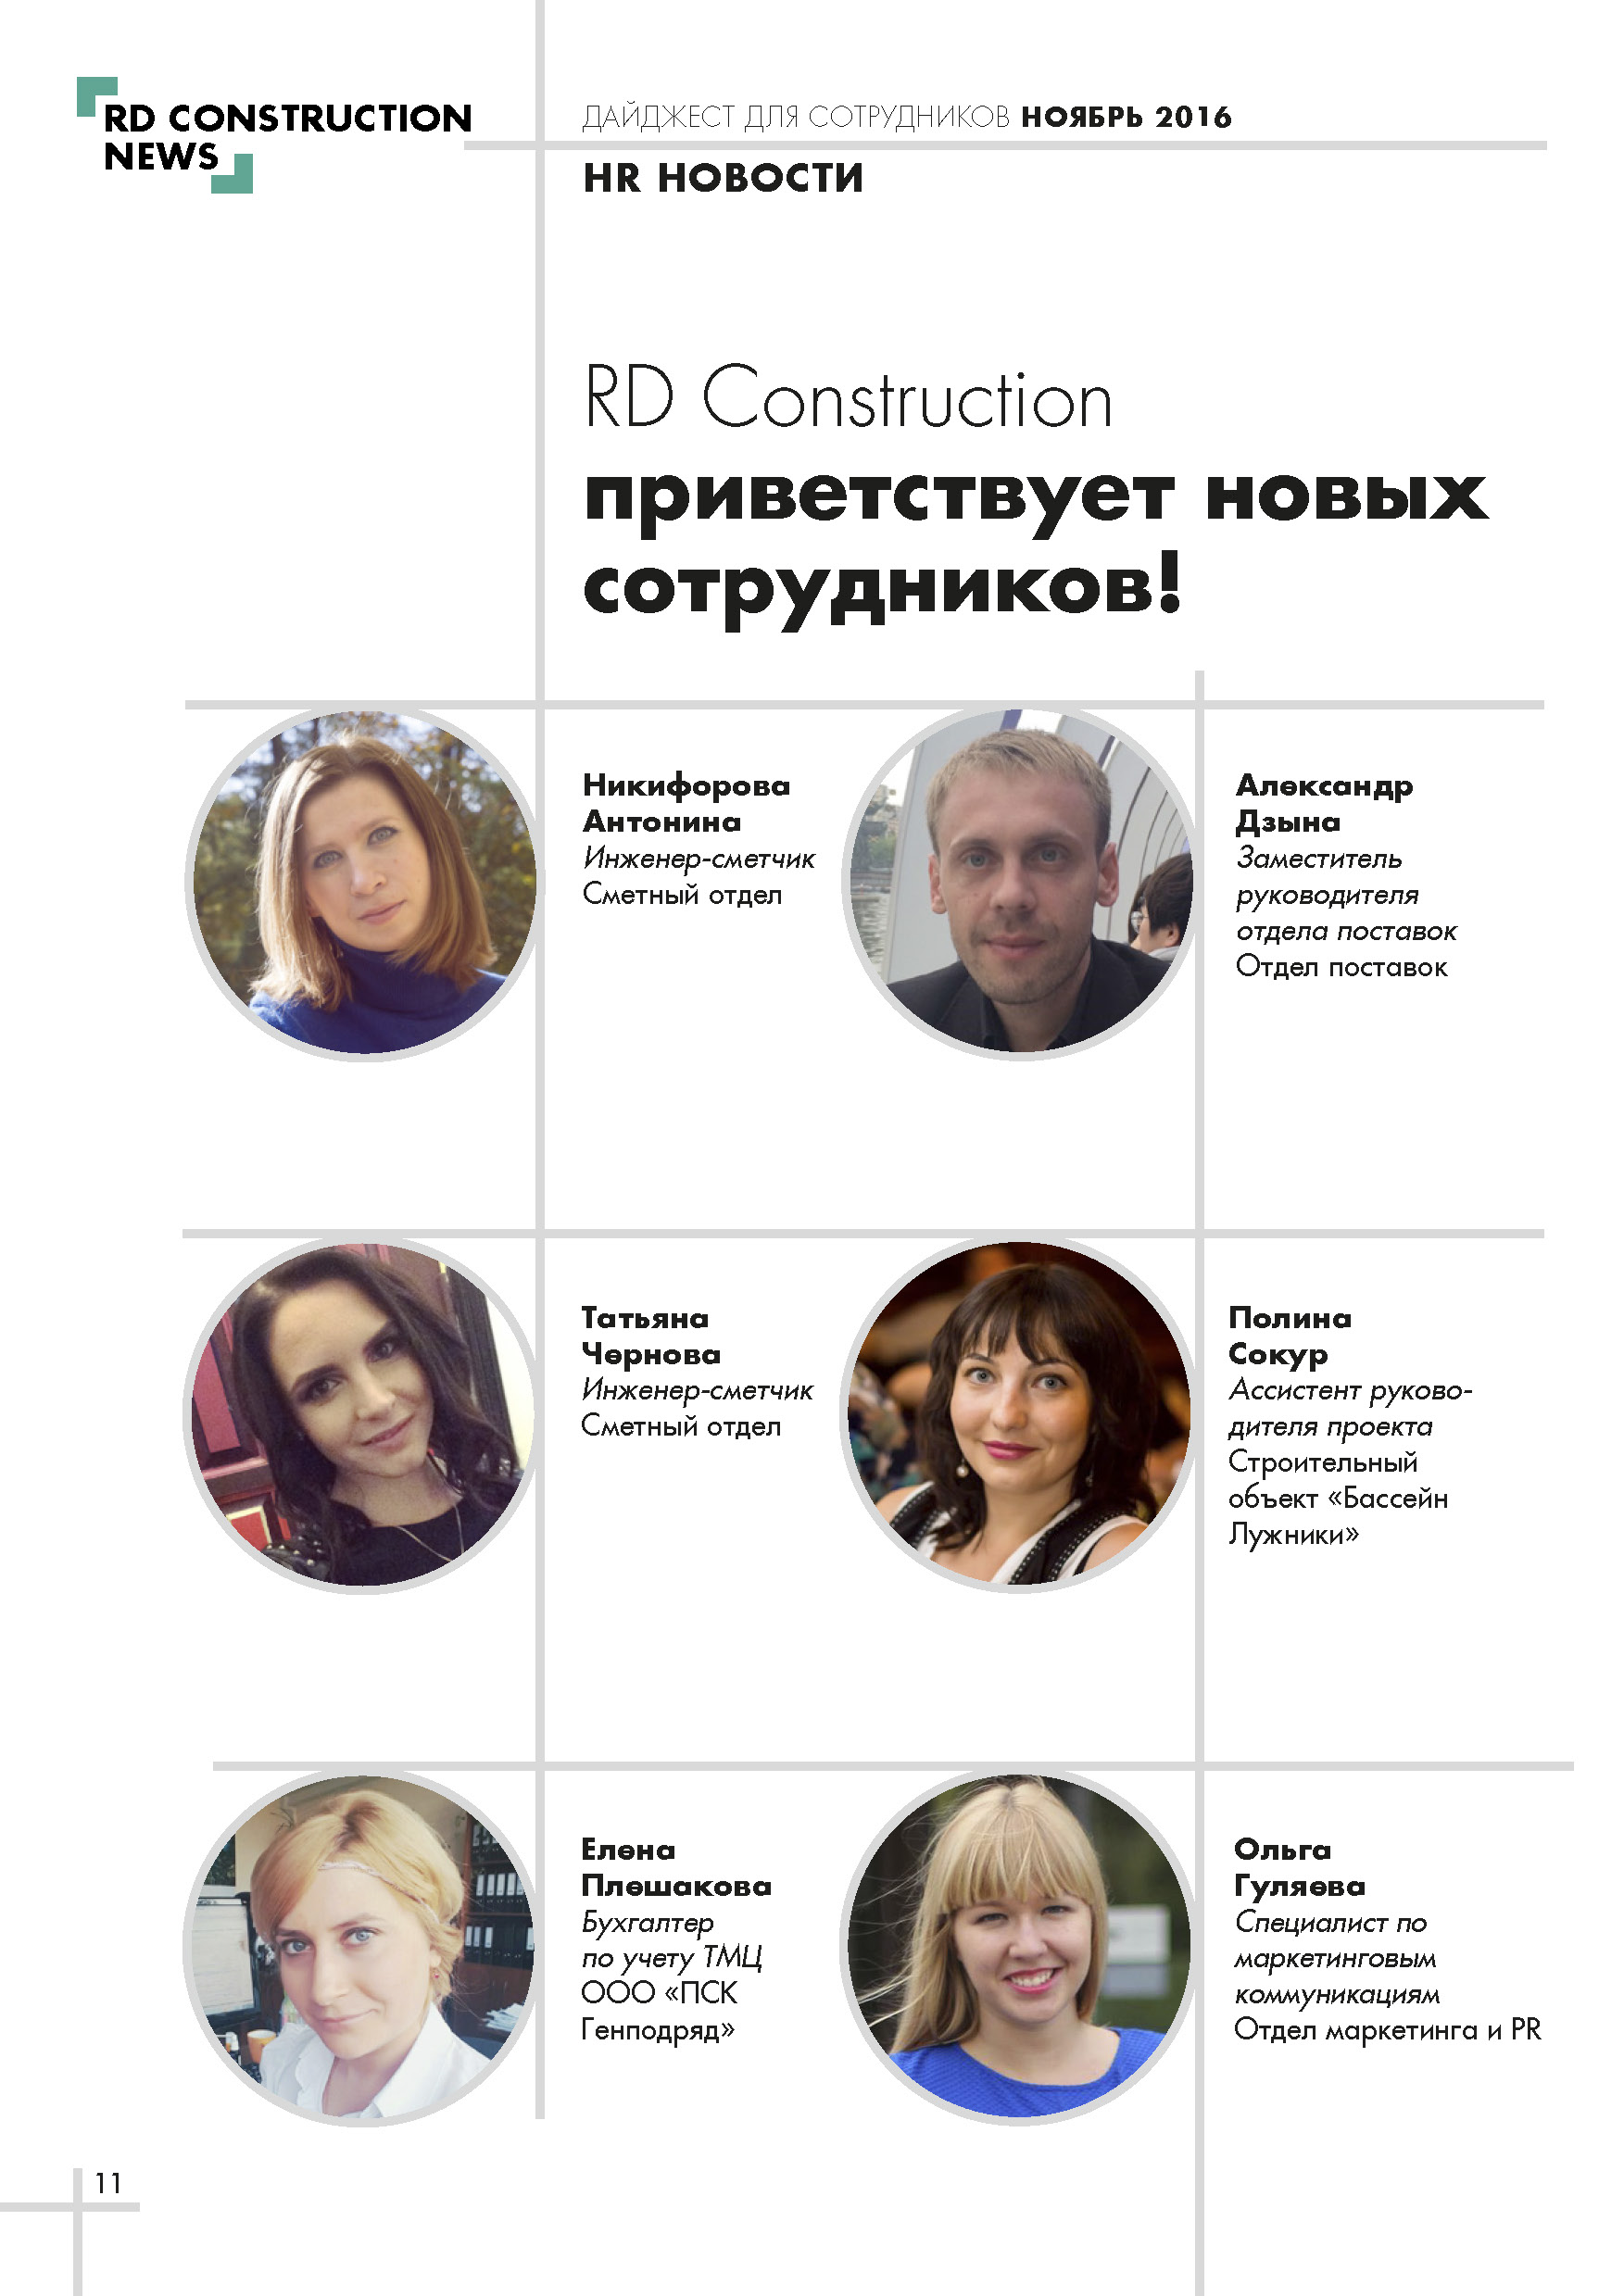 RD CONSTRUCTION
NEWS
ДАЙДЖЕСТ ДЛЯ СОТРУДНИКОВ НОЯБРЬ 2016
HR НОВОСТИ
RD Construction
приветствует новых
сотрудников!
Никифорова
Антонина
Инженер-сметчик
Сметный отдел
Александр
Дзына
Заместитель
руководителя
отдела поставок
Отдел поставок
Татьяна
Чернова
Инженер-сметчик
Сметный отдел
Полина
Сокур
Ассистент руково-
дителя проекта
Строительный
объект «Бассейн
Лужники»
Елена
Плешакова
Бухгалтер
по учету ТМЦ
ООО «ПСК
Генподряд»
Ольга
Гуляева
Специалист по
маркетинговым
коммуникациям
Отдел маркетинга и PR
11